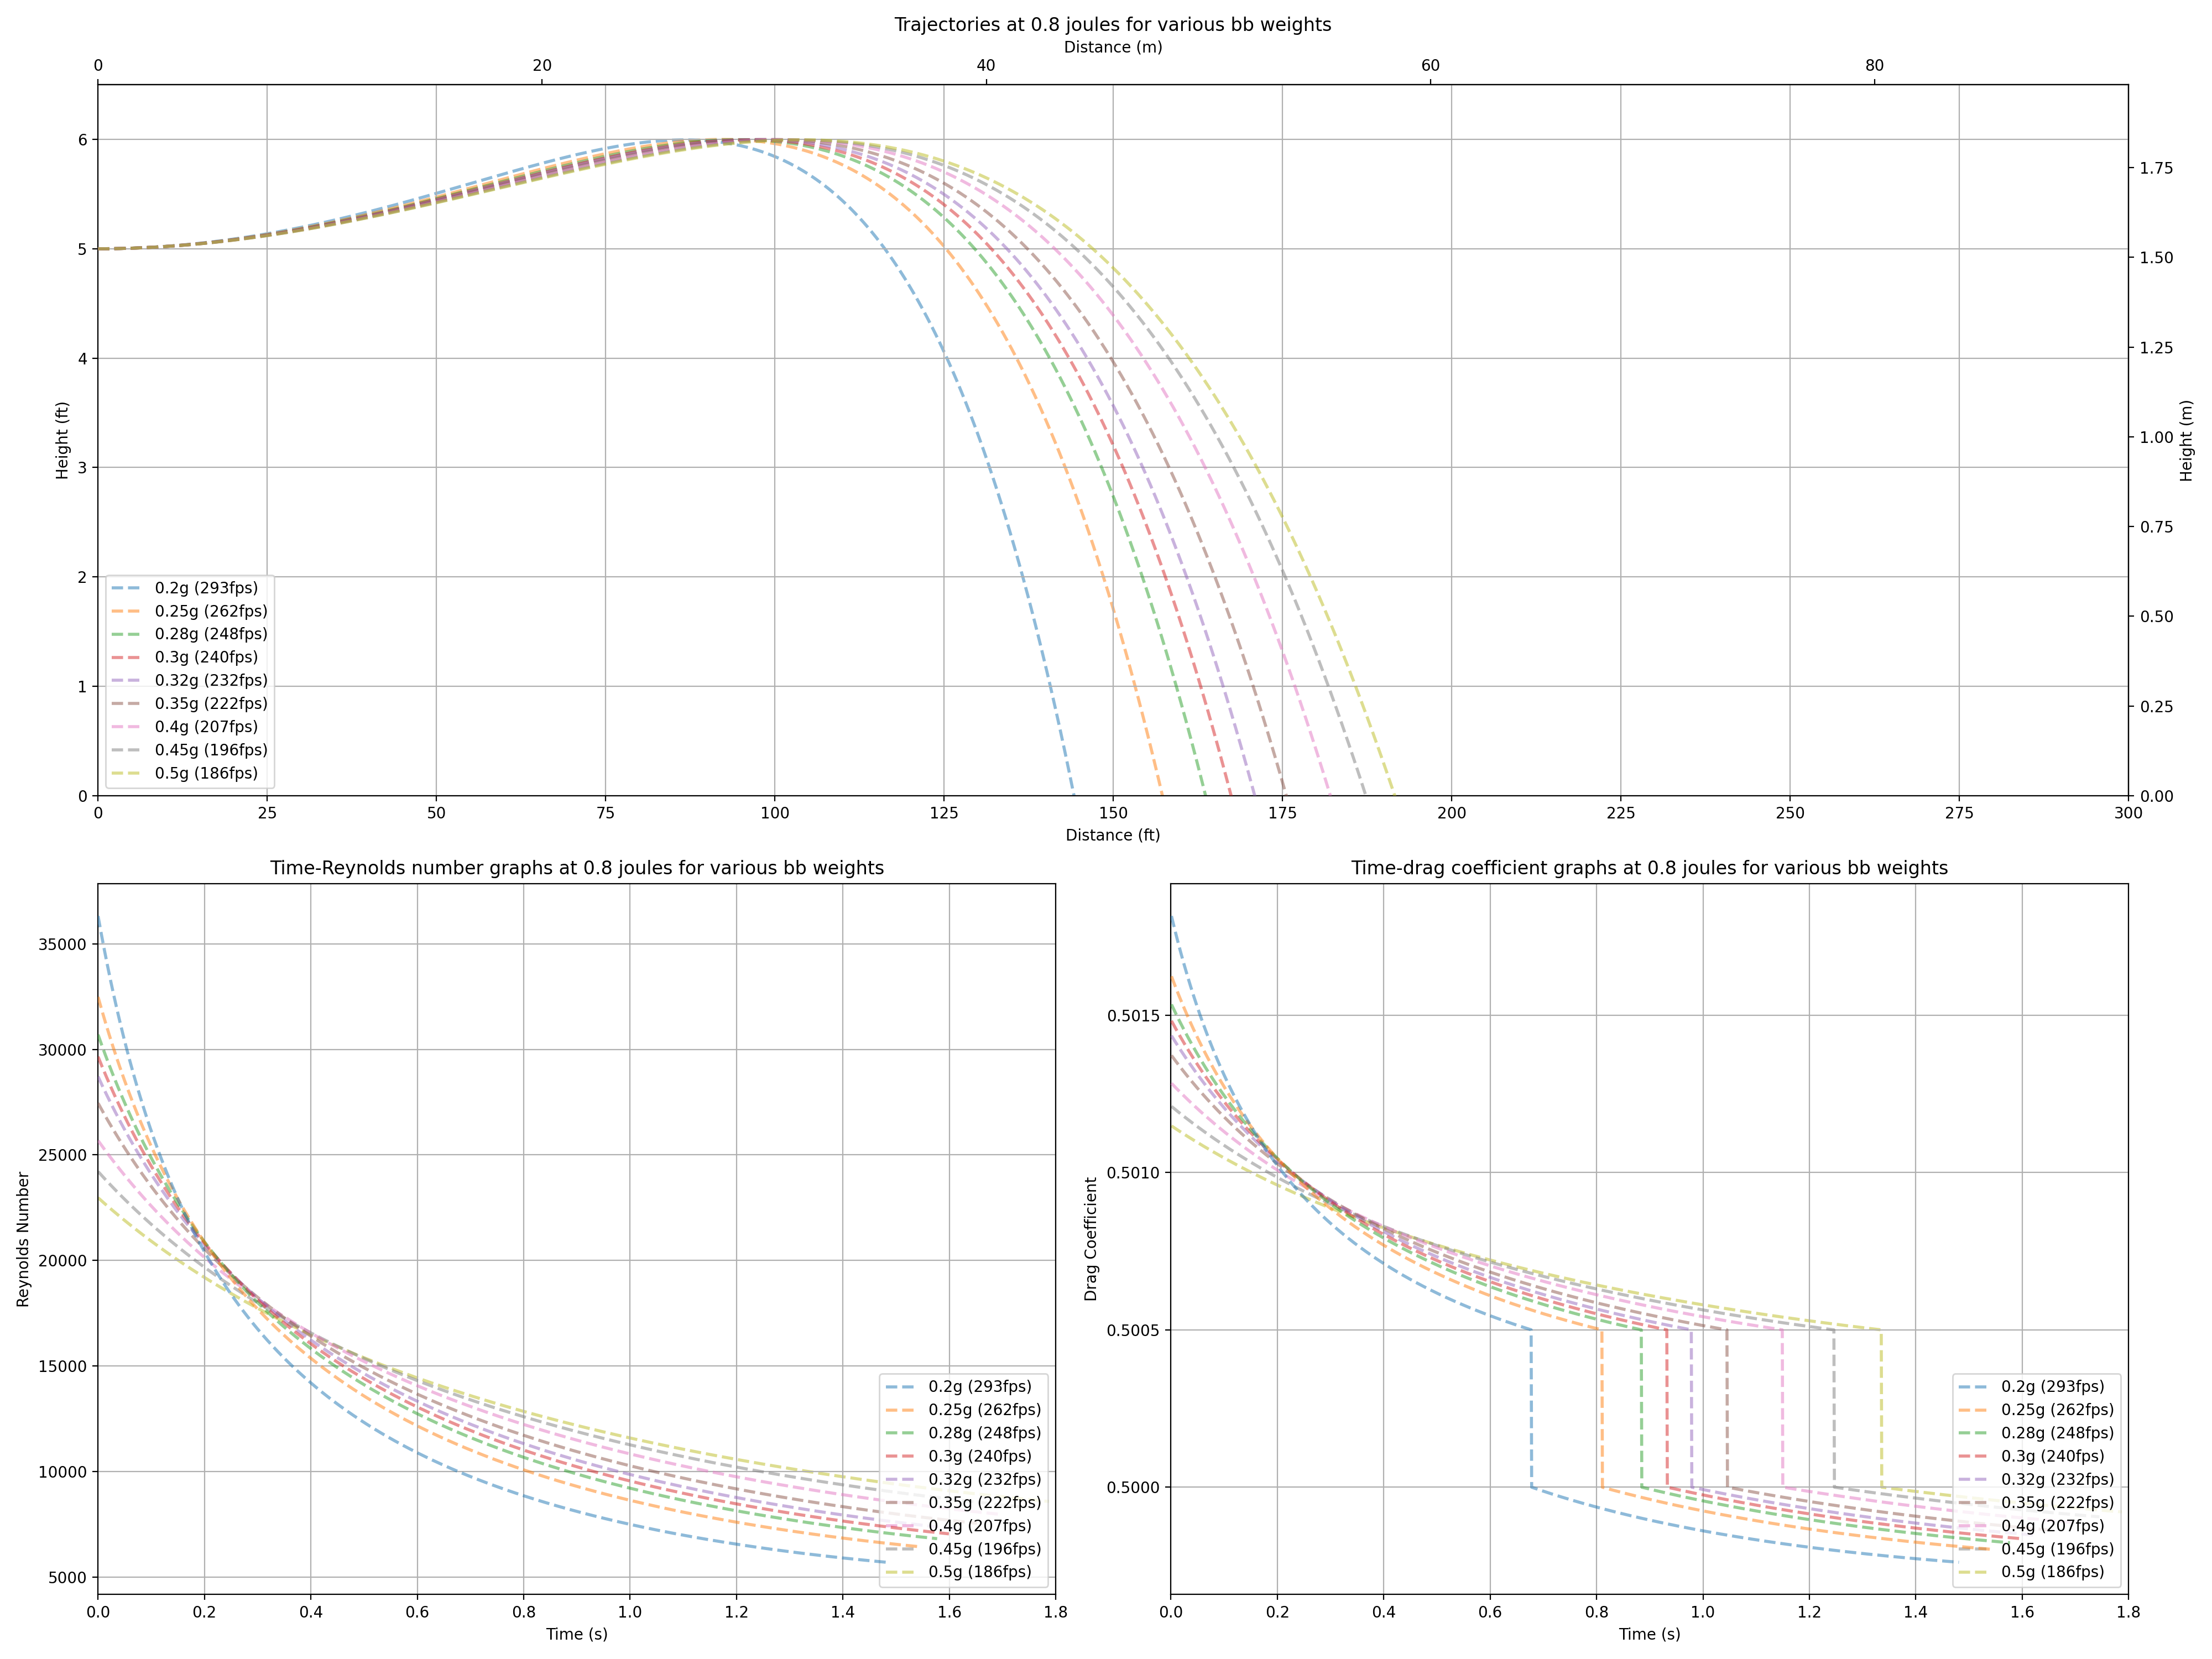 Trajectories at 0.8 joules for various bb weights
Distance (m)
0 20 40 60 80
6
5
4
3
2
1
0
Height (ft)
1.75
1.50
1.25
1.00
0.75
0.50
0.25
0.00
Height (m)
0.2g (293fps)
0.25g (262fps)
0.28g (248fps)
0.3g (240fps)
0.32g (232fps)
0.35g (222fps)
0.4g (207fps)
0.45g (196fps)
0.5g (186fps)
0 25 50 75 100 125 150 175 200 225 250 275 300
Distance (ft)
Time-Reynolds number graphs at 0.8 joules for various bb weights
35000
30000
25000
20000
15000
10000
5000
Reynolds Number
0.2g (293fps)
0.25g (262fps)
0.28g (248fps)
0.3g (240fps)
0.32g (232fps)
0.35g (222fps)
0.4g (207fps)
0.45g (196fps)
0.5g (186fps)
0.0 0.2 0.4 0.6 0.8 1.0 1.2 1.4 1.6 1.8
Time (s)
Time-drag coefficient graphs at 0.8 joules for various bb weights
0.5015
0.5010
0.5005
0.5000
Drag Coefficient
0.2g (293fps)
0.25g (262fps)
0.28g (248fps)
0.3g (240fps)
0.32g (232fps)
0.35g (222fps)
0.4g (207fps)
0.45g (196fps)
0.5g (186fps)
0.0 0.2 0.4 0.6 0.8 1.0 1.2 1.4 1.6 1.8
Time (s)